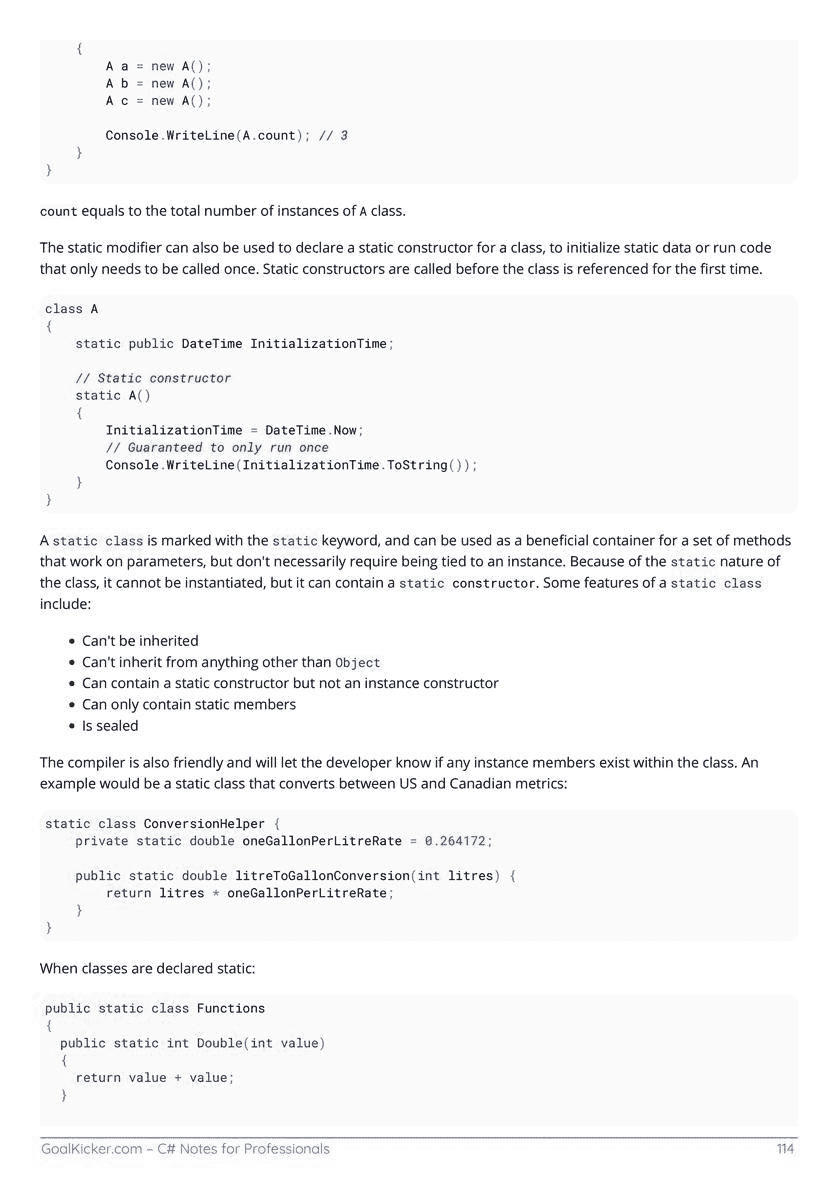 {
        A a = new A();
        A b = new A();
        A c = new A();

        Console.WriteLine(A.count); // 3
    }
}
count equals to the total number of instances of A class.
The static modifier can also be used to declare a static constructor for a class, to initialize static data or run code
that only needs to be called once. Static constructors are called before the class is referenced for the first time.
class A
{
    static public DateTime InitializationTime;

    // Static constructor
    static A()
    {
        InitializationTime = DateTime.Now;
        // Guaranteed to only run once
        Console.WriteLine(InitializationTime.ToString());
    }
}
A static class is marked with the static keyword, and can be used as a beneficial container for a set of methods
that work on parameters, but don't necessarily require being tied to an instance. Because of the static nature of
the class, it cannot be instantiated, but it can contain a static constructor. Some features of a static class
include:
• Can't be inherited
• Can't inherit from anything other than Object
• Can contain a static constructor but not an instance constructor
• Can only contain static members
• Is sealed
The compiler is also friendly and will let the developer know if any instance members exist within the class. An
example would be a static class that converts between US and Canadian metrics:
static class ConversionHelper {
    private static double oneGallonPerLitreRate = 0.264172;

    public static double litreToGallonConversion(int litres) {
        return litres * oneGallonPerLitreRate;
    }
}
When classes are declared static:
public static class Functions
{
  public static int Double(int value)
  {
    return value + value;
  }
GoalKicker.com – C# Notes for Professionals
114